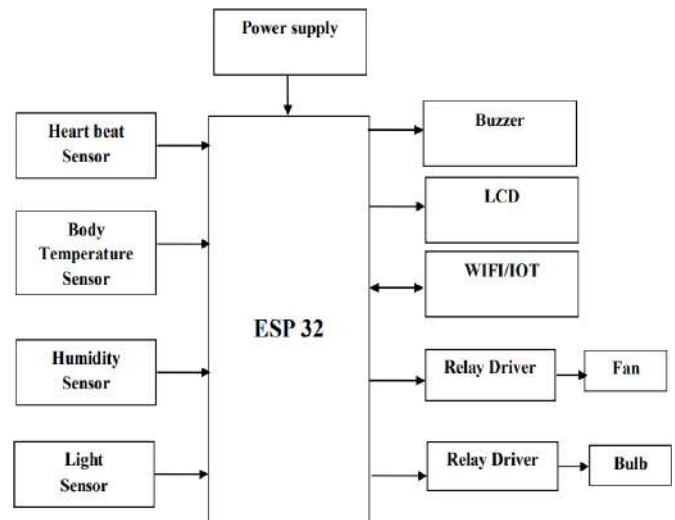 Power supply
Heart beat
Sensor
Body
Temperature
Sensor
Humidity
Sensor
Light
Sensor
ESP 32
Buzzer
LCD
WIFI/IOT
Relay Driver
Fan
Relay Driver
Bulb